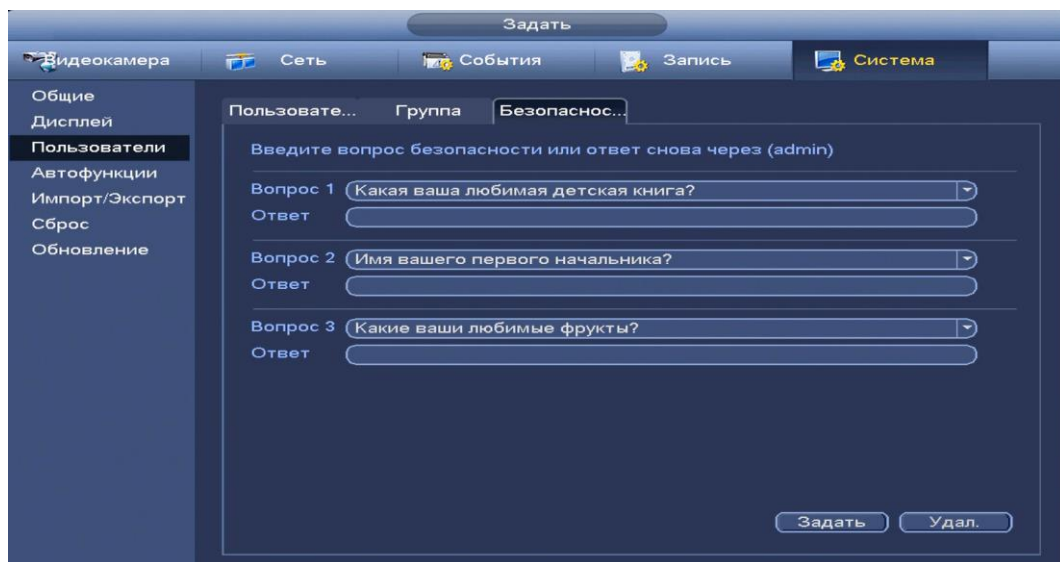 Задать
Видеокамера Сеть События Запись Система
Общие
Дисплей
Пользователи
Автофункции
Импорт/Экспорт
Сброс
Обновление
Пользовате... Группа Безопаснос...
Введите вопрос безопасности или ответ снова через (admin)
Вопрос 1 Какая ваша любимая детская книга?
Ответ
Вопрос 2 Имя вашего первого начальника?
Ответ
Вопрос 3 Какие ваши любимые фрукты?
Ответ
Задать Удал.